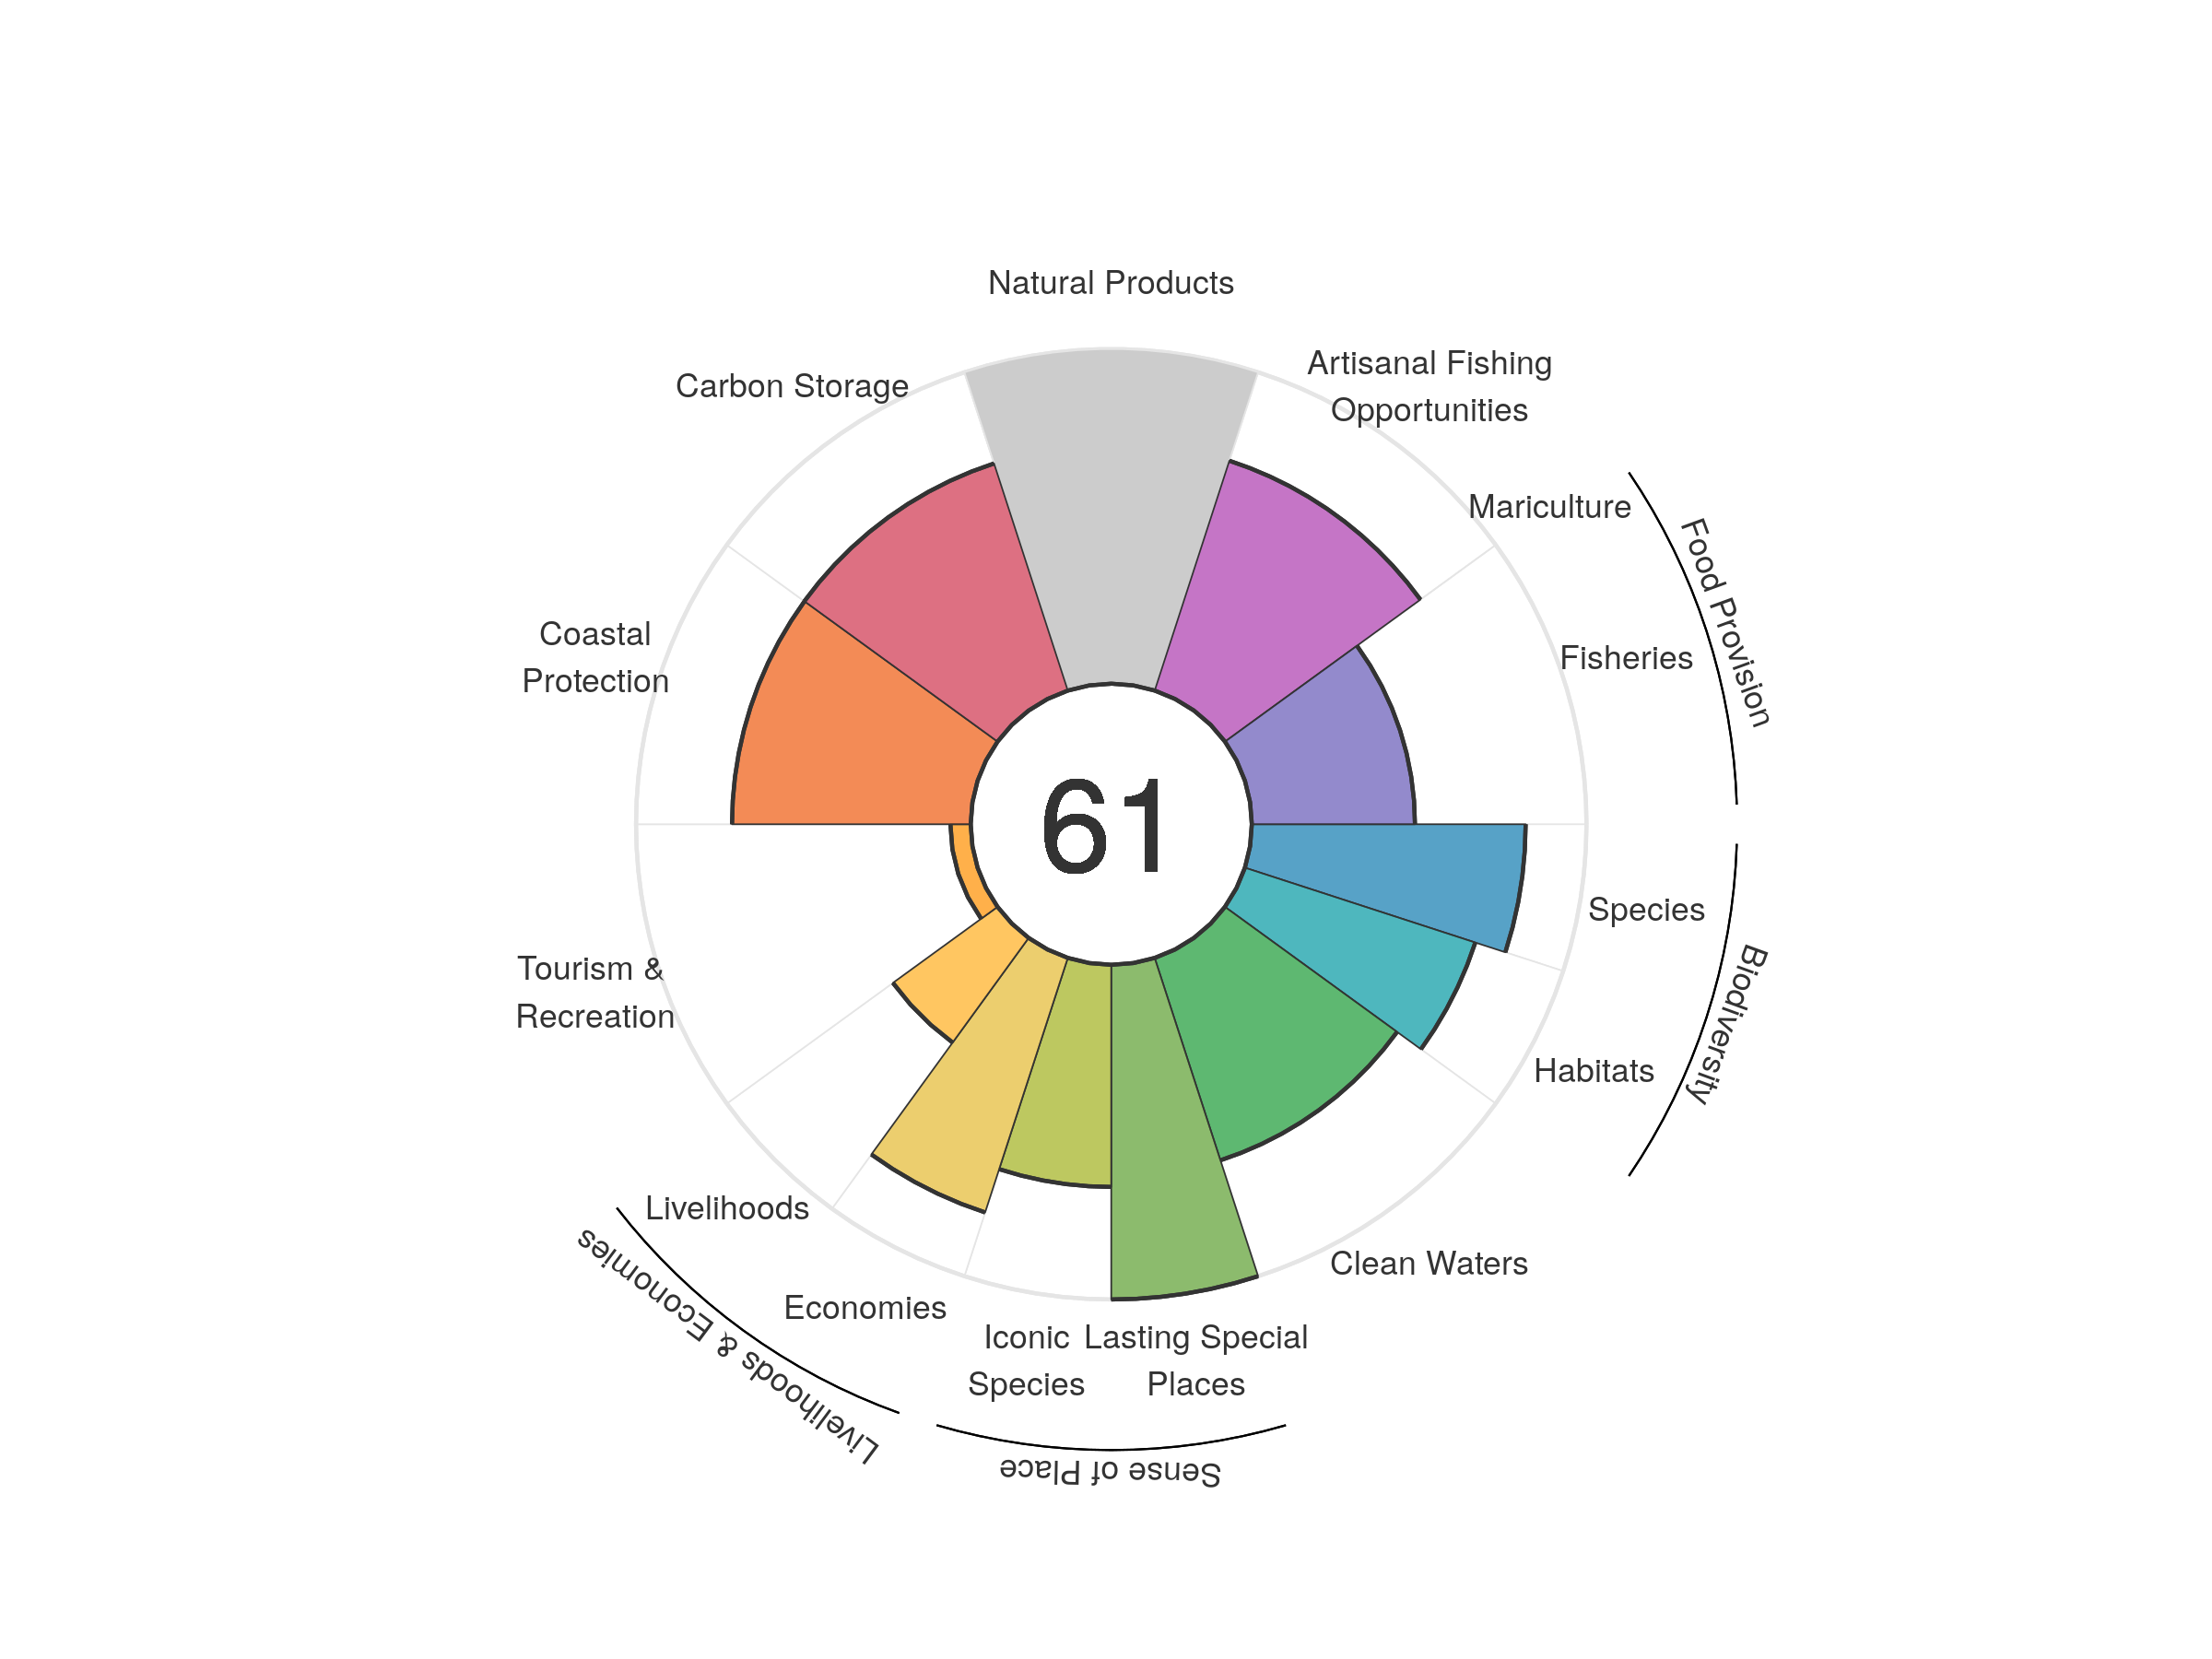 Natural Products
Artisanal Fishing
Opportunities
Carbon Storage
Mariculture
Food Provision
Fisheries
Coastal
Protection
61
Species
Biodiversity
Tourism &
Recreation
Habitats
Livelihoods
Clean Waters
Economies
Livelihoods & Economies
Iconic
Species
Lasting Special
Places
Sense of Place